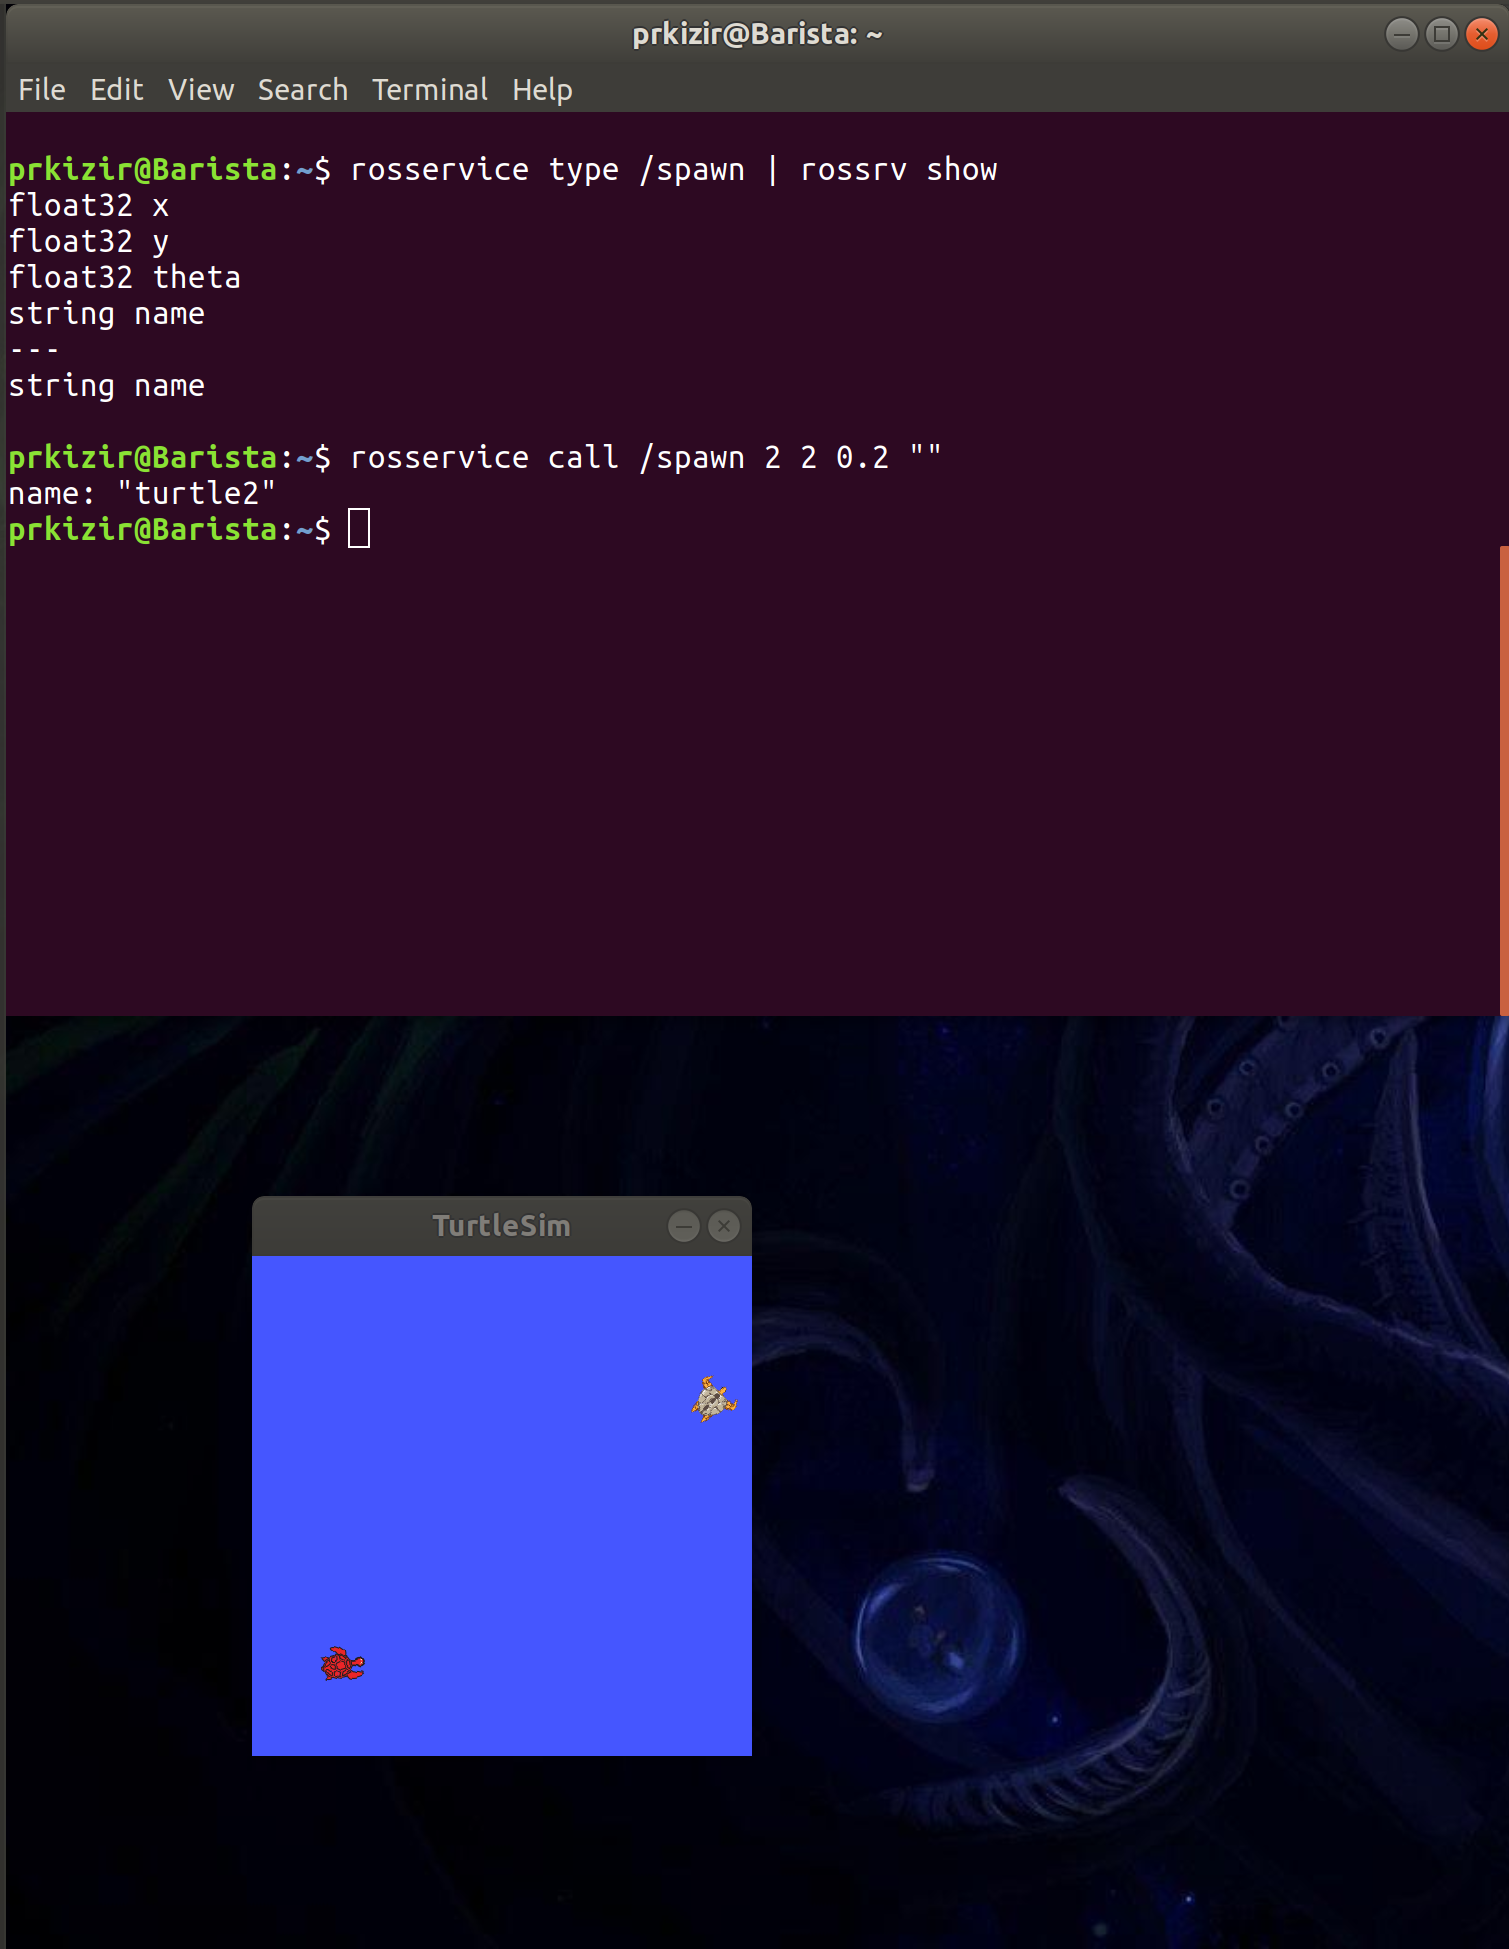 prkizir@Barista: ~
File Edit View Search Terminal Help
prkizir@Barista:~$ rosservice type /spawn | rossrv show
float32 x
float32 y
float32 theta
string name
---
string name
prkizir@Barista:~$ rosservice call /spawn 2 2 0.2 ""
name: "turtle2"
prkizir@Barista:~$
TurtleSim